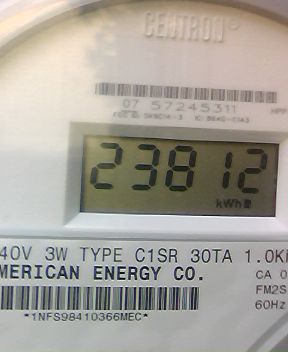 CENTRON®
07 57245311
23812
kWh
40V 3W TYPE C1SR 30TA 1.0K
MERICAN ENERGY CO.
CA 0
FM2S
60Hz
*1NFS98410366MEC*